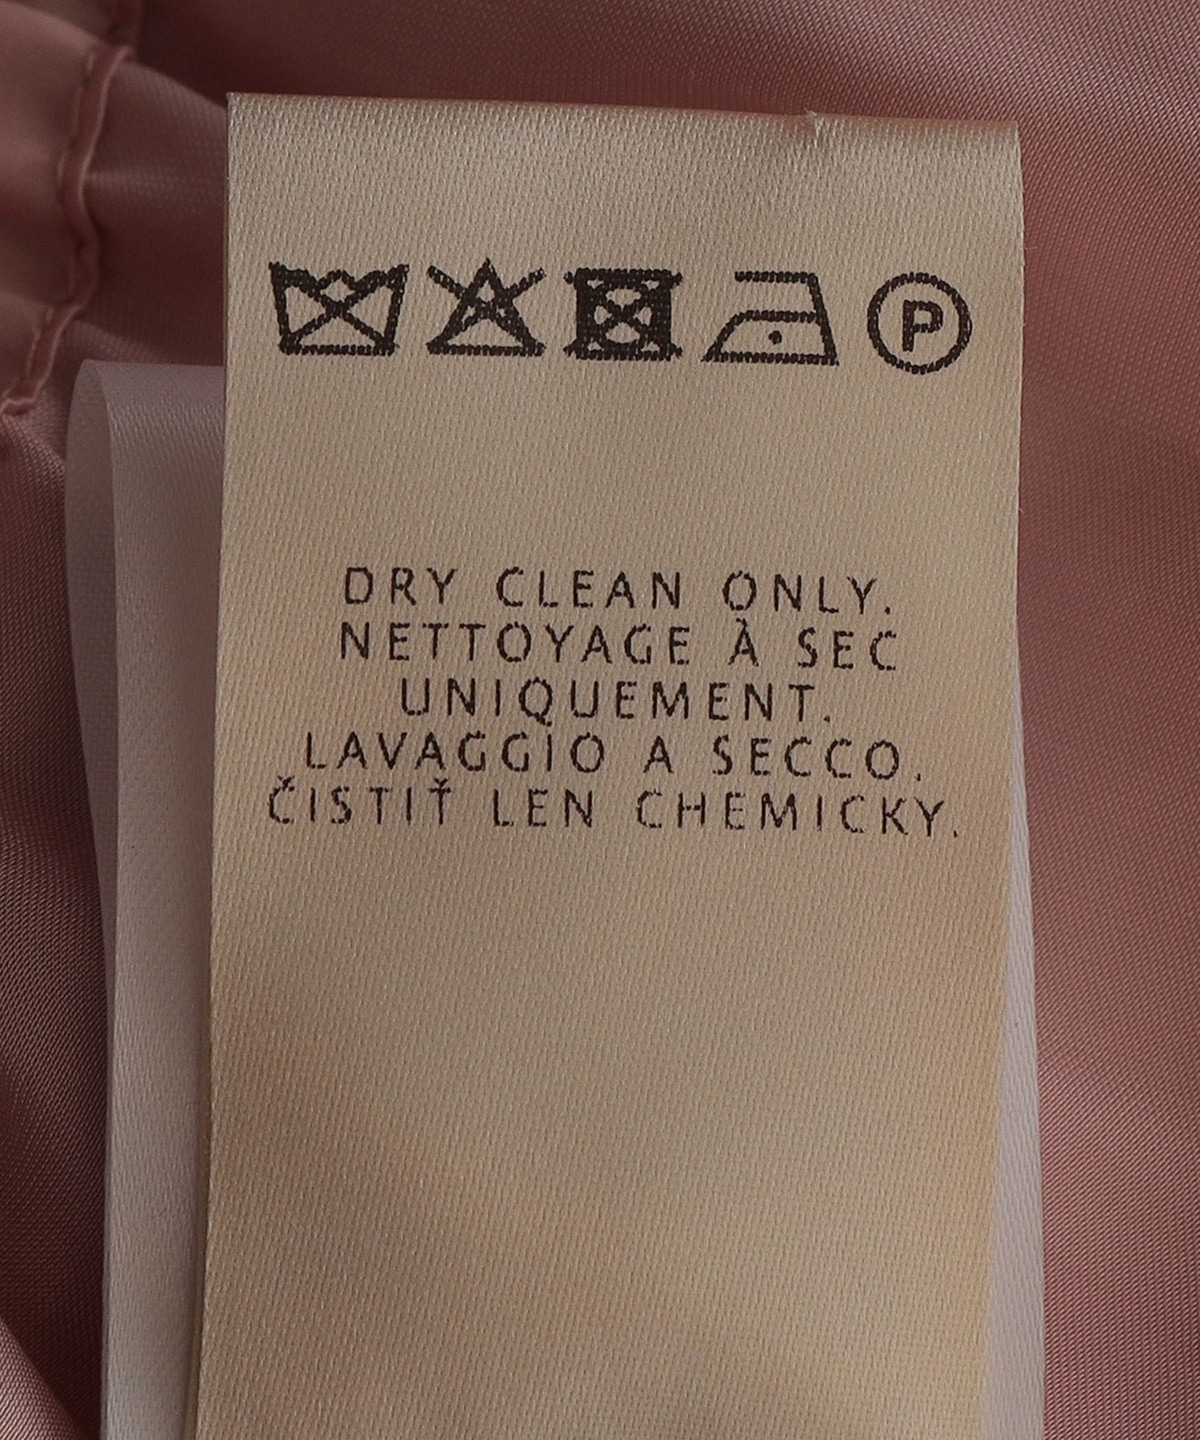 P
DRY CLEAN ONLY.
NETTOYAGE À SEC
UNIQUEMENT.
LAVAGGIO A SECCO.
ČISTIŤ LEN CHEMICKY.